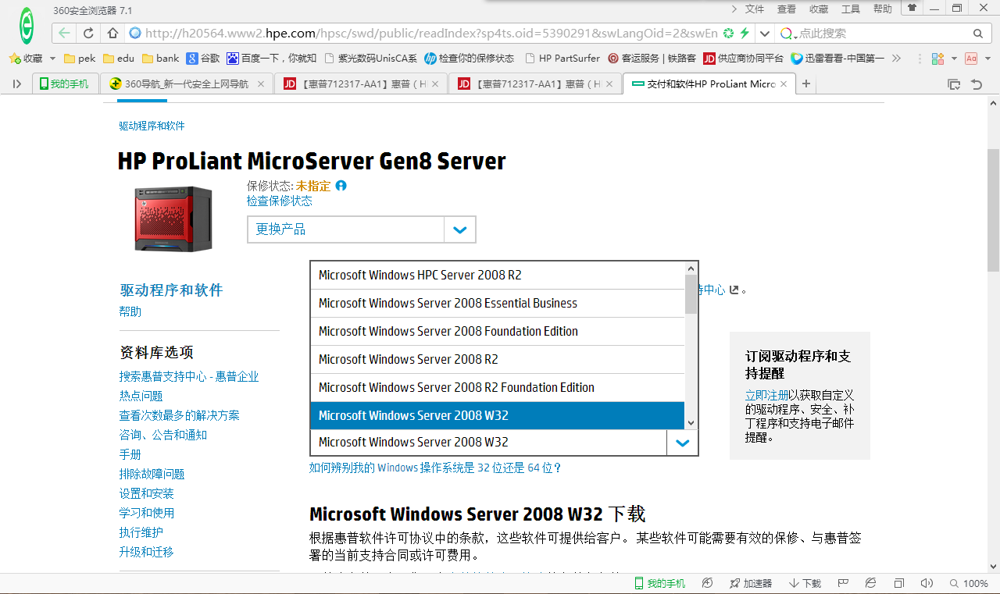 360安全浏览器 7.1
文件 查看 收藏 工具 帮助
http://h20564.www2.hpe.com/hpsc/swd/public/readIndex?sp4ts.oid=5390291&swLangOid=2&swEn
点此搜索
收藏 pek edu bank 谷歌 百度一下，你就知 紫光数码UnisCA系 检查你的保修状态 HP PartSurfer 客运服务 | 铁路客 供应商协同平台 迅雷看看-中国第一
我的手机 360导航_新一代安全上网导航 【惠普712317-AA1】惠普（H 【惠普712317-AA1】惠普（H 交付和软件HP ProLiant Micro
驱动程序和软件
HP ProLiant MicroServer Gen8 Server
保修状态: 未指定
检查保修状态
更换产品
Microsoft Windows HPC Server 2008 R2
Microsoft Windows Server 2008 Essential Business
Microsoft Windows Server 2008 Foundation Edition
Microsoft Windows Server 2008 R2
Microsoft Windows Server 2008 R2 Foundation Edition
Microsoft Windows Server 2008 W32
Microsoft Windows Server 2008 W32
如何辨别我的 Windows 操作系统是 32 位还是 64 位？
持中心 。
驱动程序和软件
帮助
资料库选项
搜索惠普支持中心 - 惠普企业
热点问题
查看次数最多的解决方案
咨询、公告和通知
手册
排除故障问题
设置和安装
学习和使用
执行维护
升级和迁移
订阅驱动程序和支
持提醒
立即注册以获取自定义
的驱动程序、安全、补
丁程序和支持电子邮件
提醒。
Microsoft Windows Server 2008 W32 下载
根据惠普软件许可协议中的条款，这些软件可提供给客户。 某些软件可能需要有效的保修、与惠普签
署的当前支持合同或许可费用。
我的手机 加速器 下载 100%